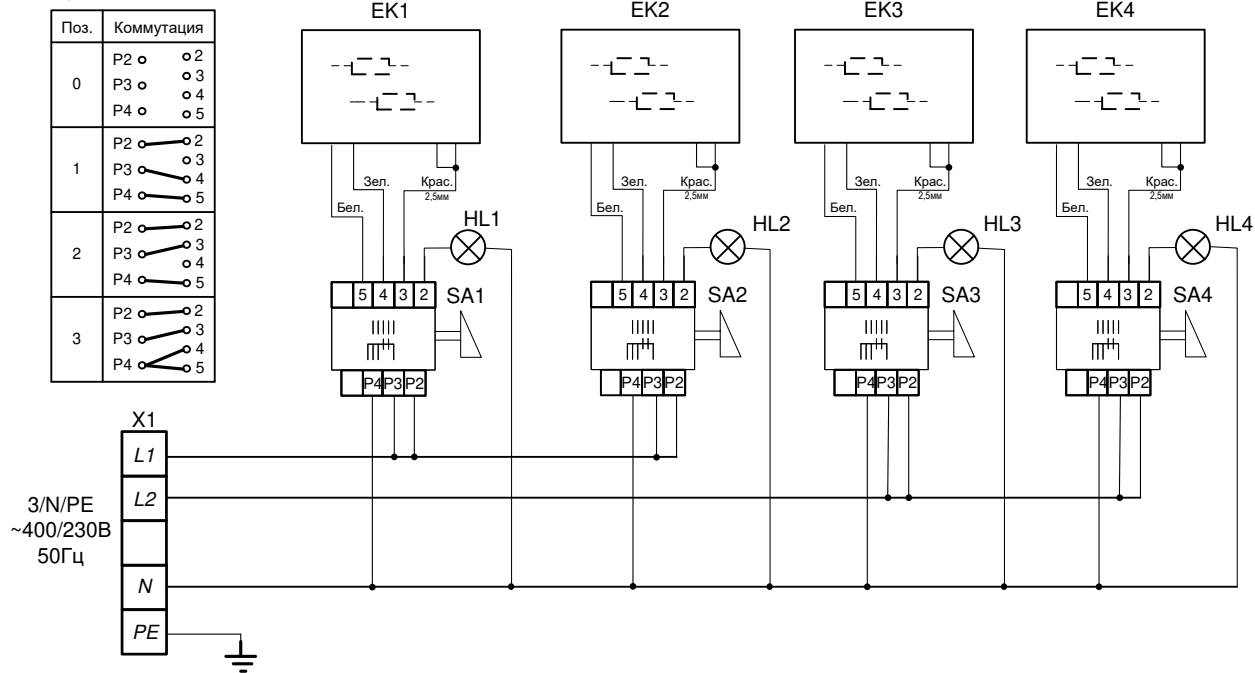 Поз. Коммутация
0
P2 2
P3 3
4
P4 5
1
P2 2
3
P3 4
P4 5
2
P2 2
P3 3
4
P4 5
3
P2 2
P3 3
4
P4 5
EK1 EK2 EK3 EK4
Зел. Крас. Зел. Крас. Зел. Крас. Зел. Крас.
2,5мм 2,5мм 2,5мм 2,5мм
Бел. Бел. Бел. Бел.
HL1 HL2 HL3 HL4
5 4 3 2 SA1 5 4 3 2 SA2 5 4 3 2 SA3 5 4 3 2 SA4
P4 P3 P2 P4 P3 P2 P4 P3 P2 P4 P3 P2
X1
L1
L2
N
PE
3/N/PE
~400/230В
50Гц